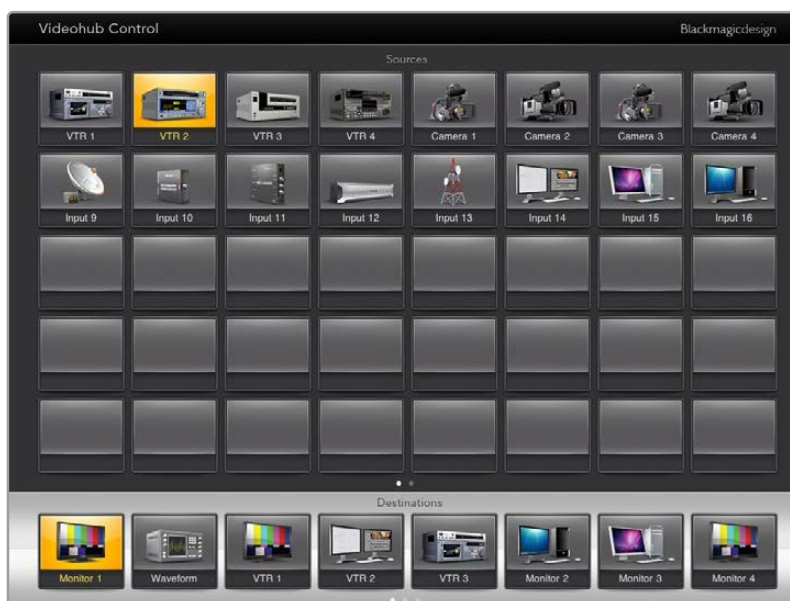 Videohub Control
Blackmagicdesign
Sources
VTR 1
VTR 2
VTR 3
VTR 4
Camera 1
Camera 2
Camera 3
Camera 4
Input 9
Input 10
Input 11
Input 12
Input 13
Input 14
Input 15
Input 16
Destinations
Monitor 1
Waveform
VTR 1
VTR 2
VTR 3
Monitor 2
Monitor 3
Monitor 4